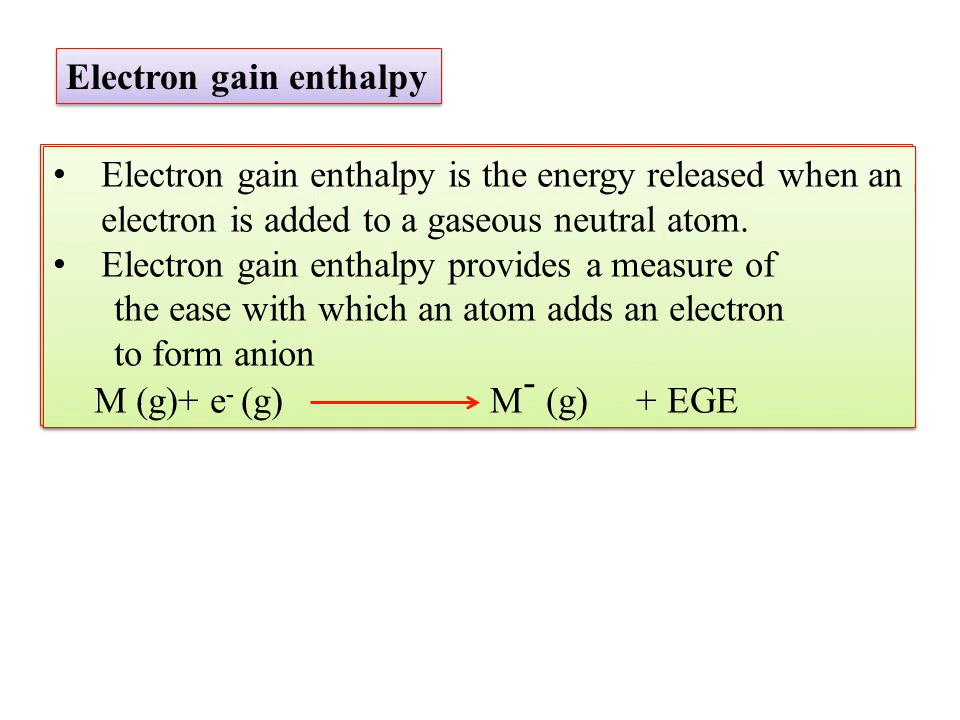 Electron gain enthalpy
• Electron gain enthalpy is the energy released when an
electron is added to a gaseous neutral atom.
• Electron gain enthalpy provides a measure of
the ease with which an atom adds an electron
to form anion
M (g)+ e⁻ (g) → M⁻ (g) + EGE